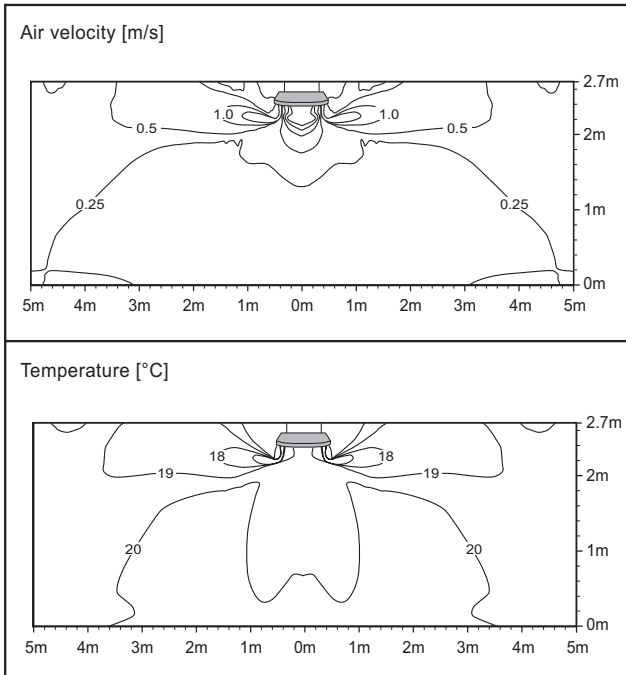 Air velocity [m/s]
2.7m
1.0 1.0
0.5 0.5
2m
0.25 0.25
1m
0m
5m 4m 3m 2m 1m 0m 1m 2m 3m 4m 5m
Temperature [°C]
2.7m
18 18
19 19
2m
20 20
1m
0m
5m 4m 3m 2m 1m 0m 1m 2m 3m 4m 5m